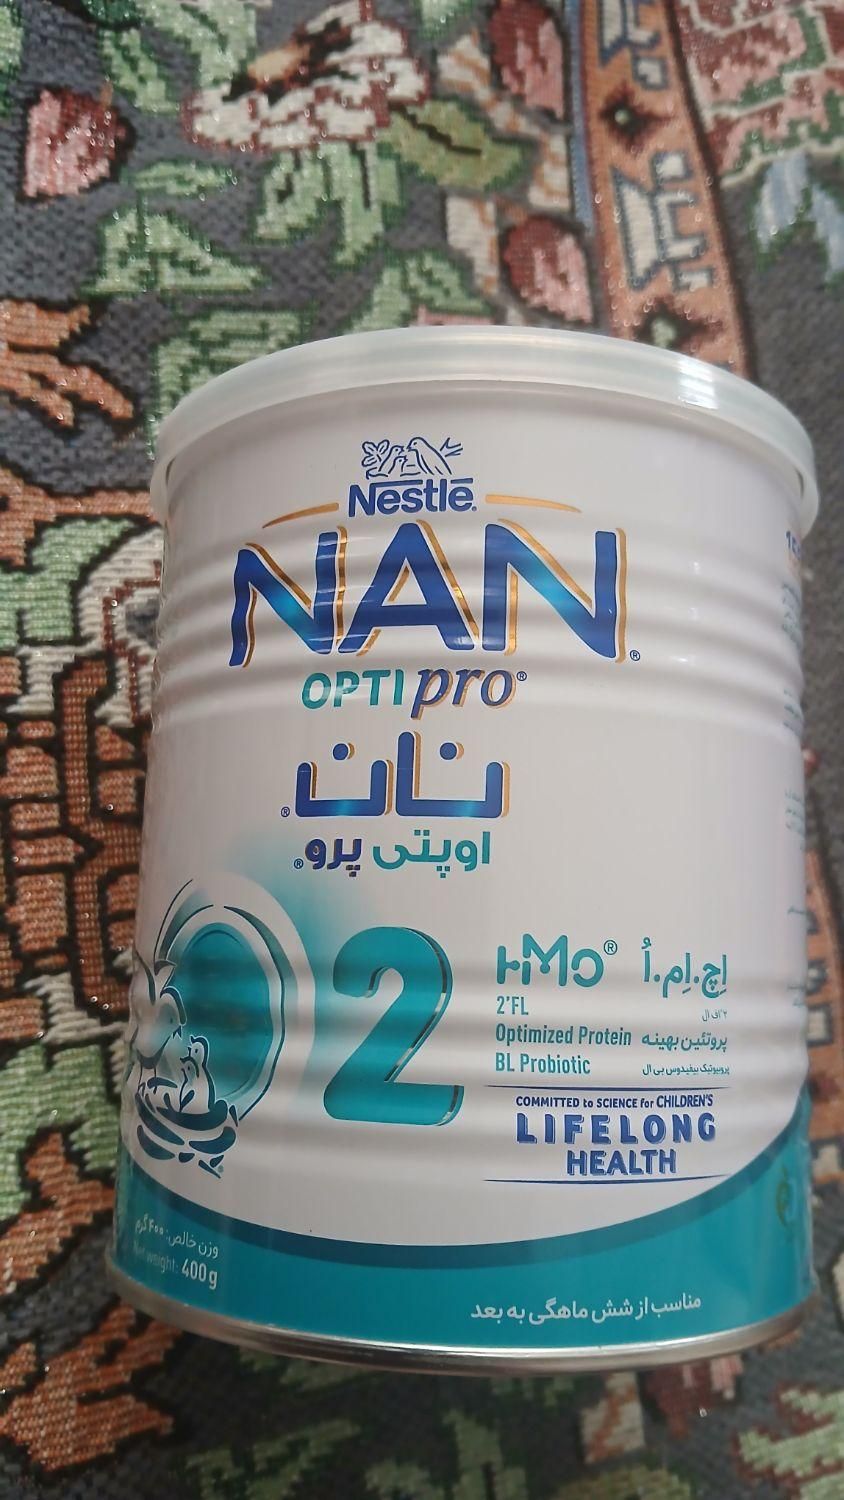 Nestlé®
NAN®
OPTIpro®
نان®
اوپتی پرو®
2
HMO® اِچ.اِم.اُ
2'FL ۲'اف ال
Optimized Protein پروتئین بهینه
BL Probiotic پروبیوتیک بیفیدوس بی ال
COMMITTED to SCIENCE for CHILDREN'S
LIFELONG
HEALTH
وزن خالص: ۴۰۰ گرم
Net weight: 400 g
مناسب از شش ماهگی به بعد